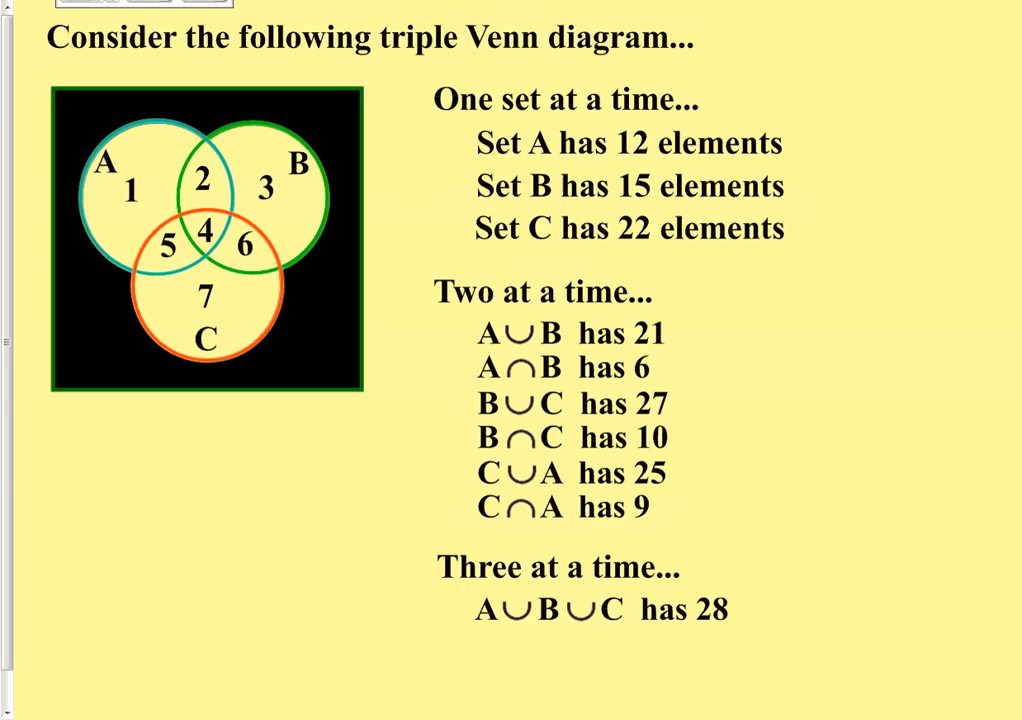 Consider the following triple Venn diagram...
A
B
1
2
3
4
5
6
7
C
One set at a time...
Set A has 12 elements
Set B has 15 elements
Set C has 22 elements
Two at a time...
A∪B has 21
A∩B has 6
B∪C has 27
B∩C has 10
C∪A has 25
C∩A has 9
Three at a time...
A∪B∪C has 28